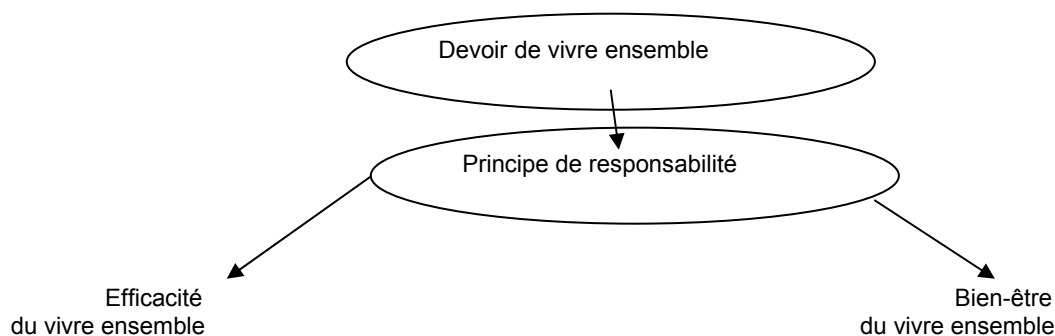 Devoir de vivre ensemble
Principe de responsabilité
Efficacité
du vivre ensemble
Bien-être
du vivre ensemble